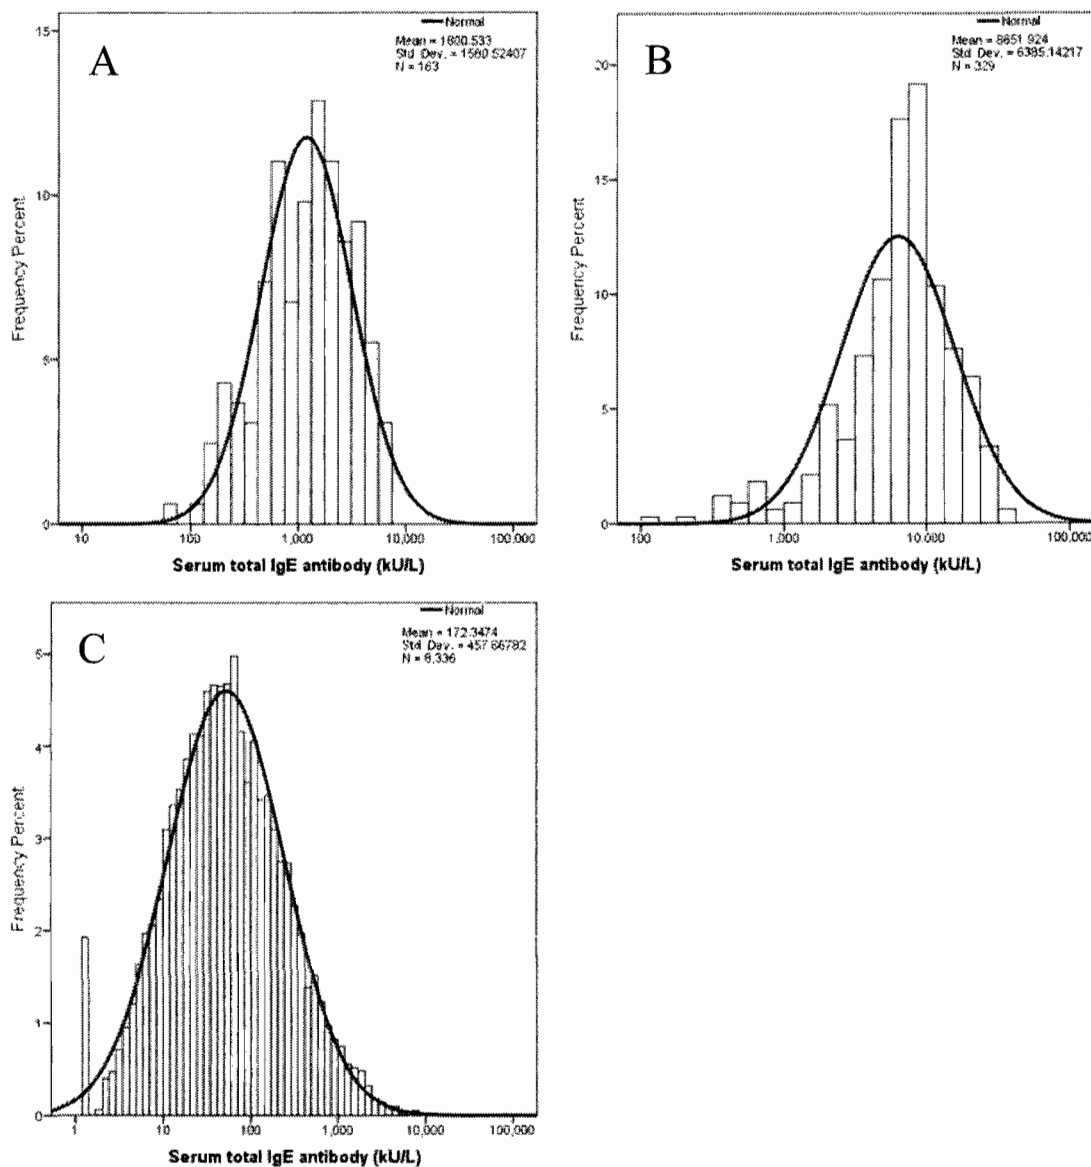 A
Normal
Mean = 1800.533
Std. Dev. = 1580.52407
N = 163
15
10
5
0
Frequency Percent
10
100
1,000
10,000
100,000
Serum total IgE antibody (kU/L)
B
Normal
Mean = 8651.924
Std. Dev. = 6385.14217
N = 329
20
15
10
5
0
Frequency Percent
100
1,000
10,000
100,000
Serum total IgE antibody (kU/L)
C
Normal
Mean = 172.3474
Std. Dev. = 457.66782
N = 8,336
5
4
3
2
1
0
Frequency Percent
1
10
100
1,000
10,000
100,000
Serum total IgE antibody (kU/L)